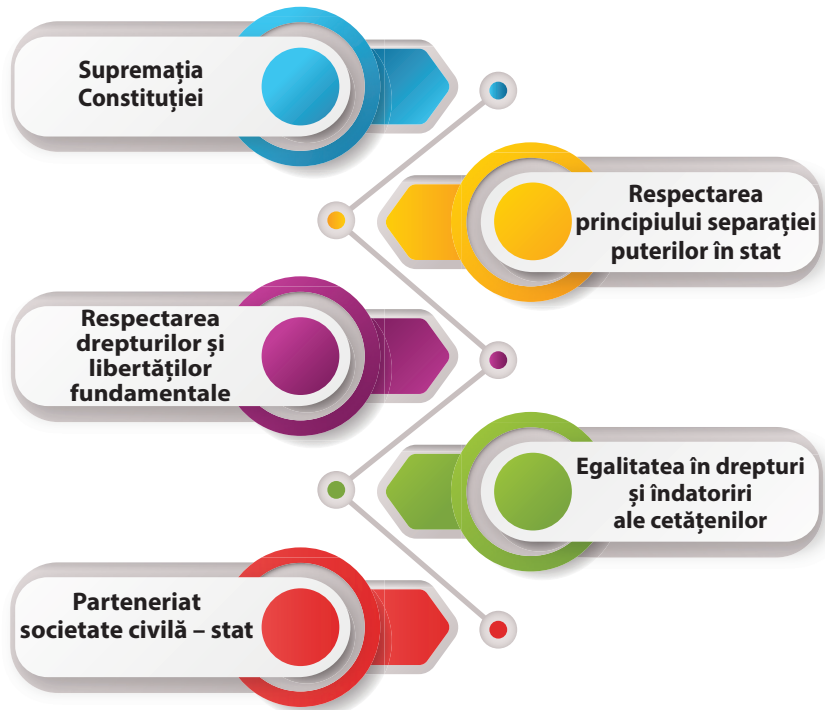 Supremația
Constituției
Respectarea
principiului separației
puterilor în stat
Respectarea
drepturilor și
libertăților
fundamentale
Egalitatea în drepturi
și îndatoriri
ale cetățenilor
Parteneriat
societate civilă – stat